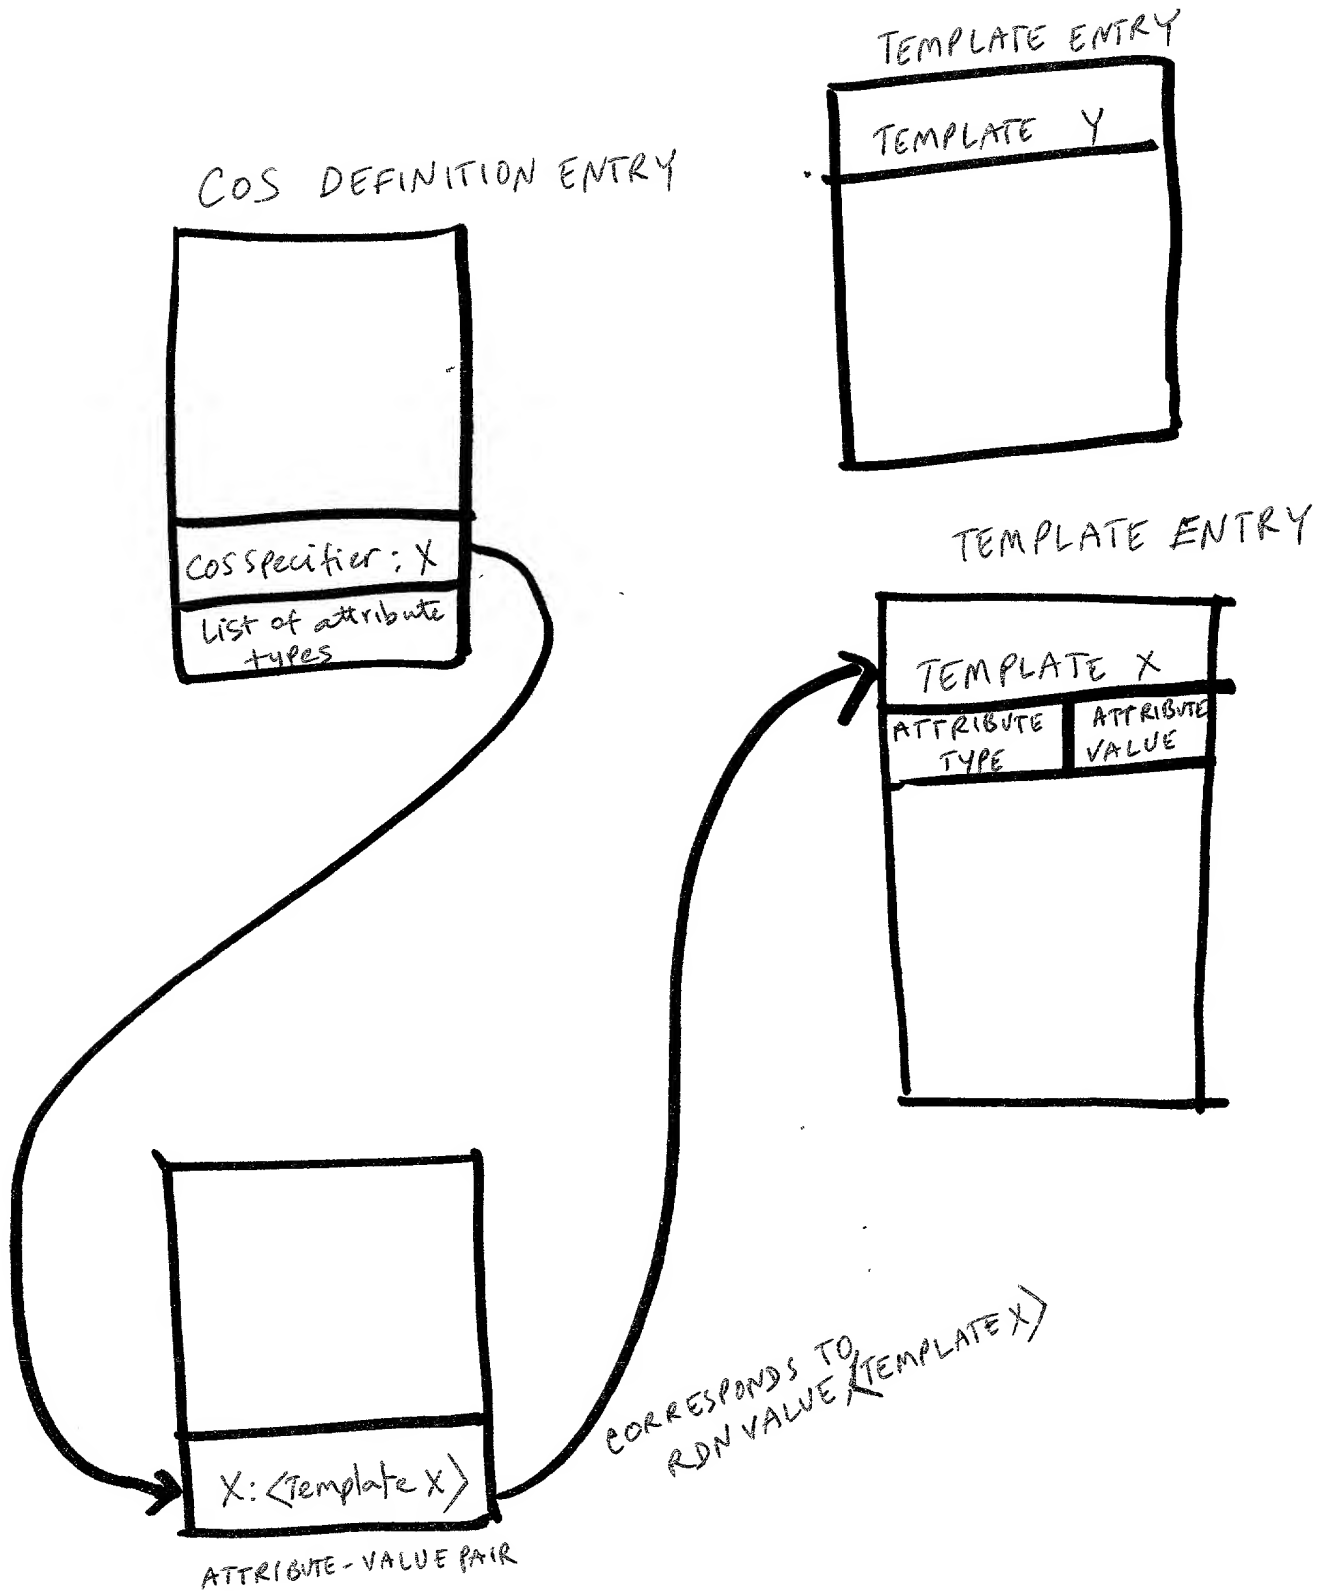 TEMPLATE ENTRY
TEMPLATE Y
COS DEFINITION ENTRY
cosspecifier: X
List of attribute
types
TEMPLATE ENTRY
TEMPLATE X
ATTRIBUTE
TYPE
ATTRIBUTE
VALUE
X: <Template X>
ATTRIBUTE-VALUE PAIR
CORRESPONDS TO
RDN VALUE <TEMPLATE X>